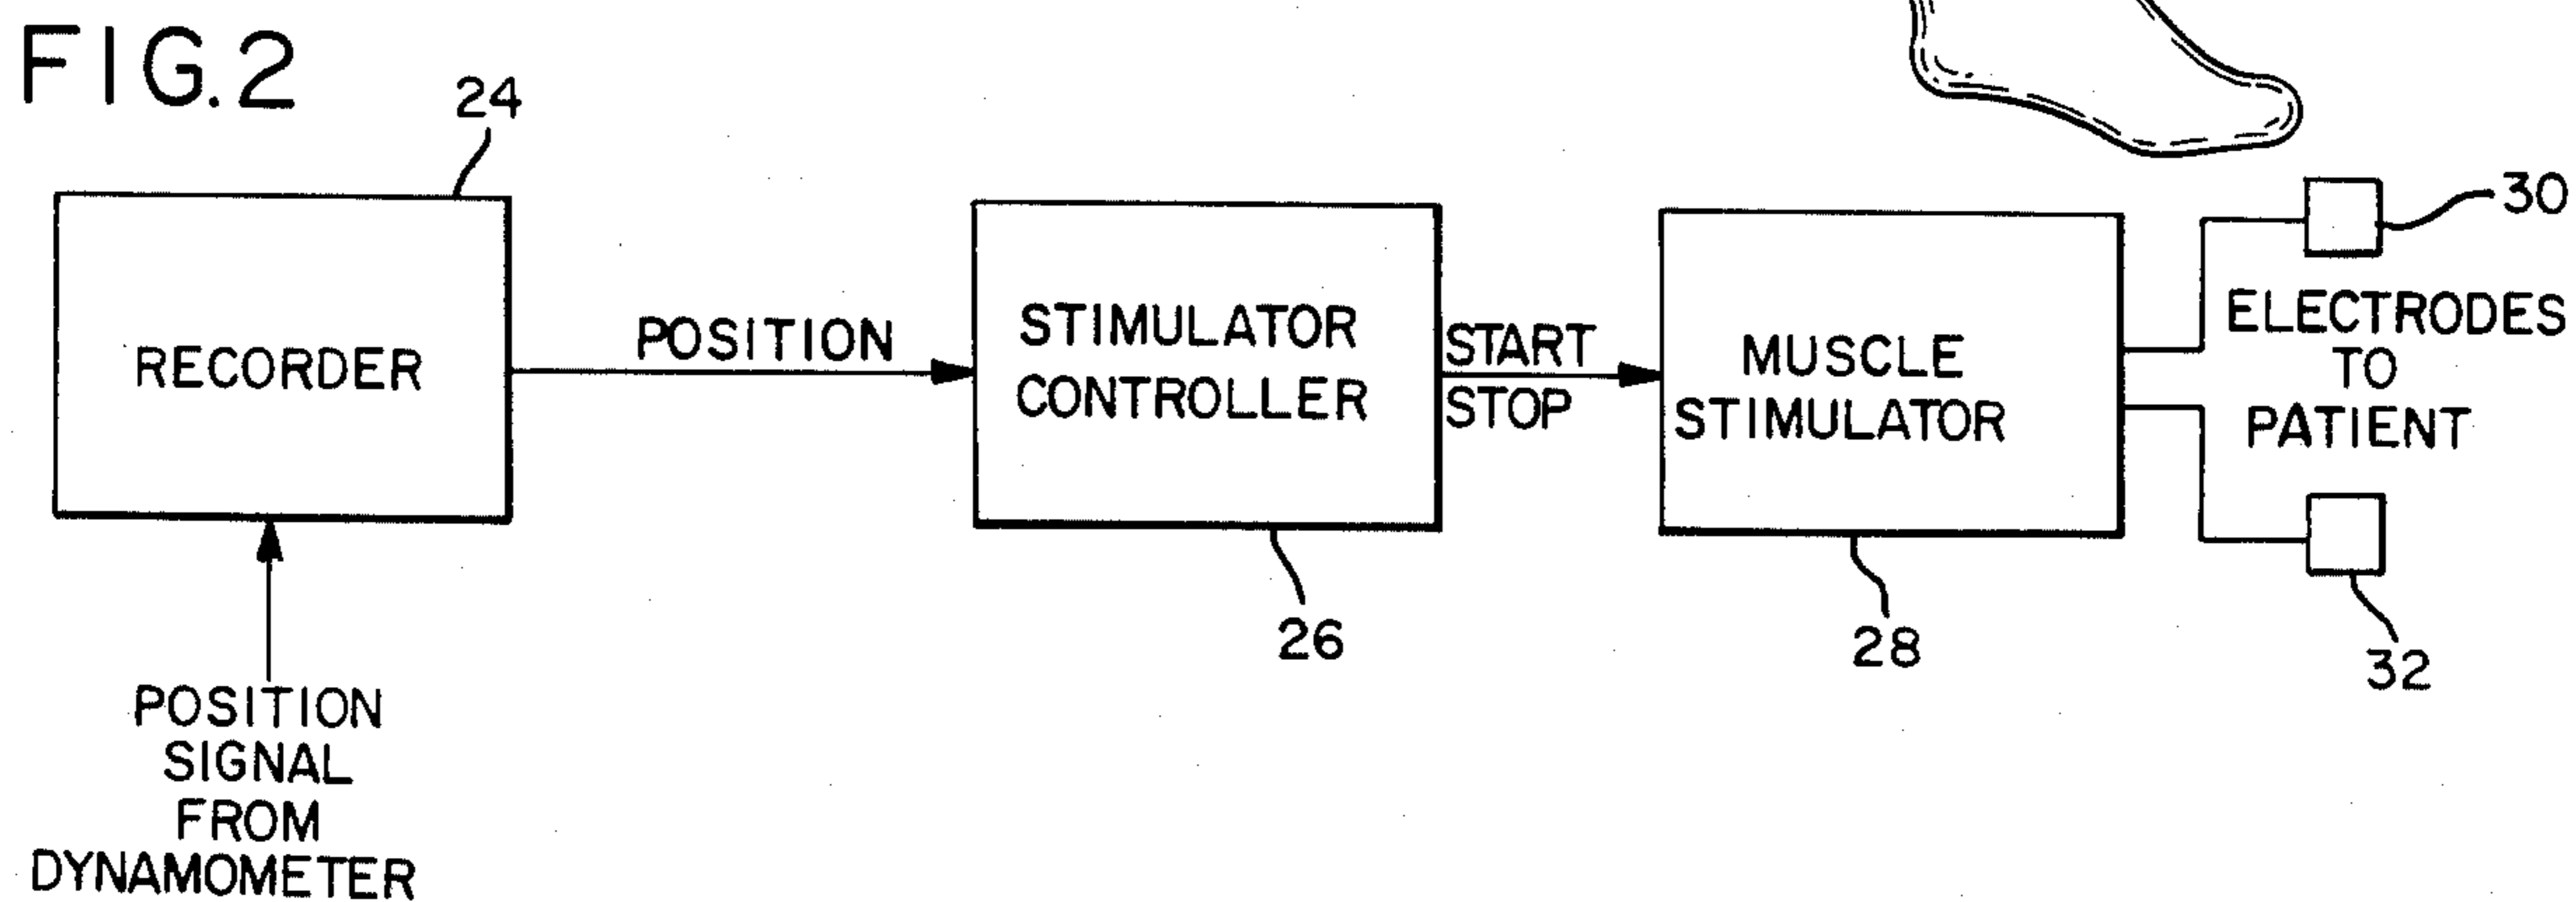 FIG.2
24
RECORDER
POSITION
SIGNAL
FROM
DYNAMOMETER
POSITION
STIMULATOR
CONTROLLER
26
START
STOP
MUSCLE
STIMULATOR
28
30
ELECTRODES
TO
PATIENT
32